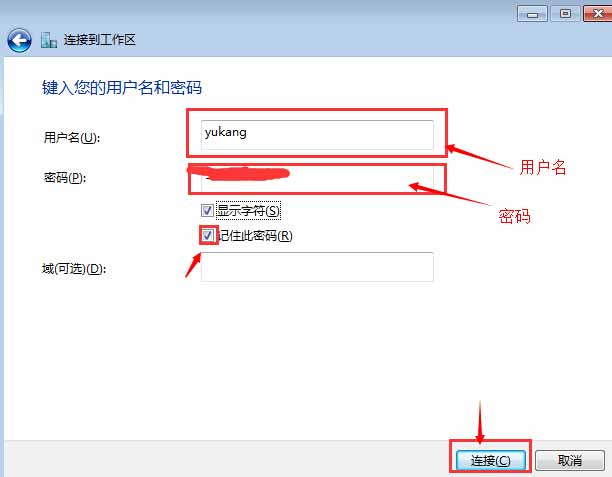 连接到工作区
键入您的用户名和密码
用户名(U):
yukang
用户名
密码(P):
密码
显示字符(S)
记住此密码(R)
域(可选)(D):
连接(C)
取消